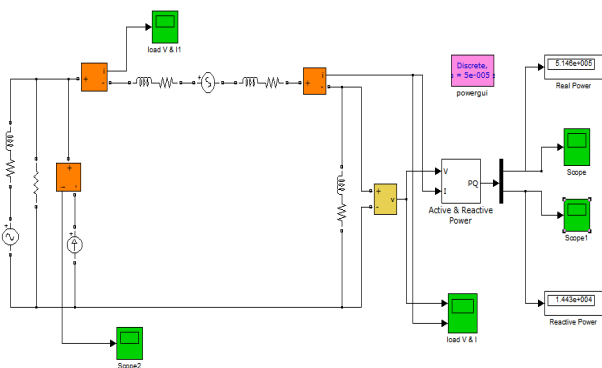 load V & I1
i
+
-
+
i
-
Discrete,
s = 5e-005 s
powergui
5.146e+005
Real Power
Scope
V
PQ
I
Active & Reactive
Power
+
v
-
Scope1
load V & I
1.443e+004
Reactive Power
Scope2